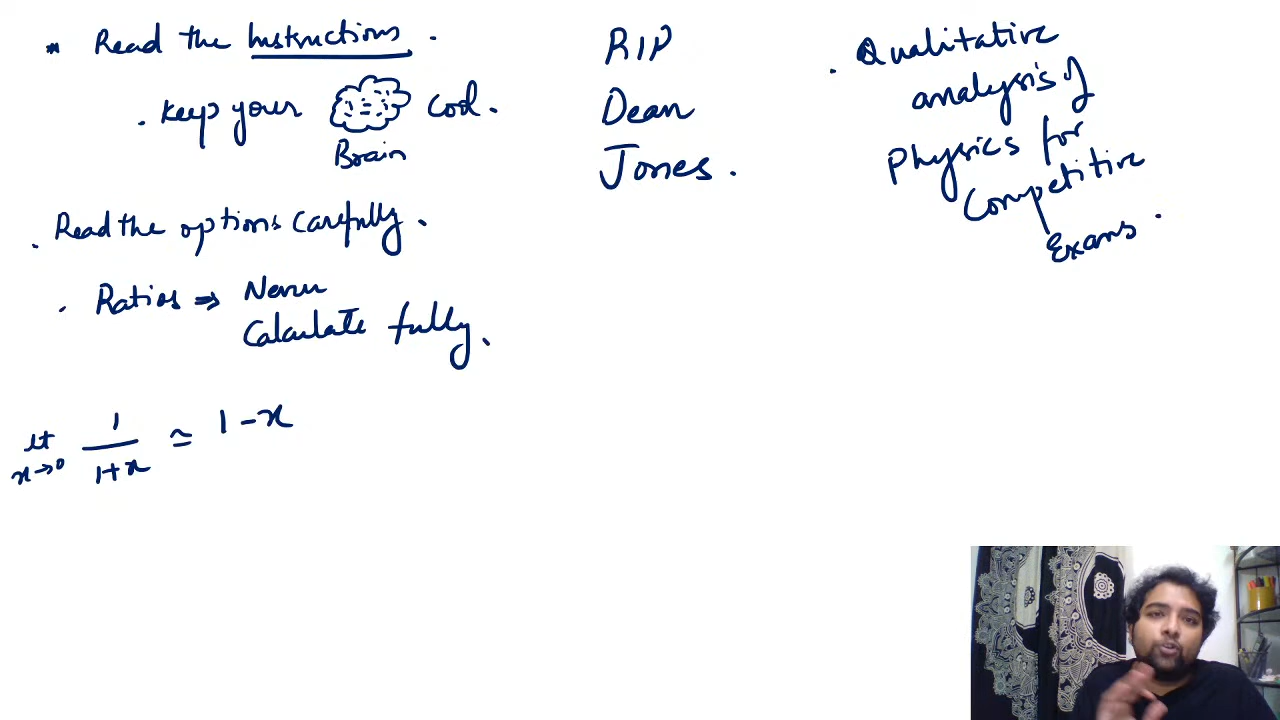 * Read the Instructions.
. Keep your cool.
Brain
. Read the options carefully.
. Ratios ⇒ Never
Calculate fully.
lt 1/1+x ≃ 1-x
x→0
RIP
Dean
Jones.
. Qualitative
analysis of
Physics for
Competitive
Exams.